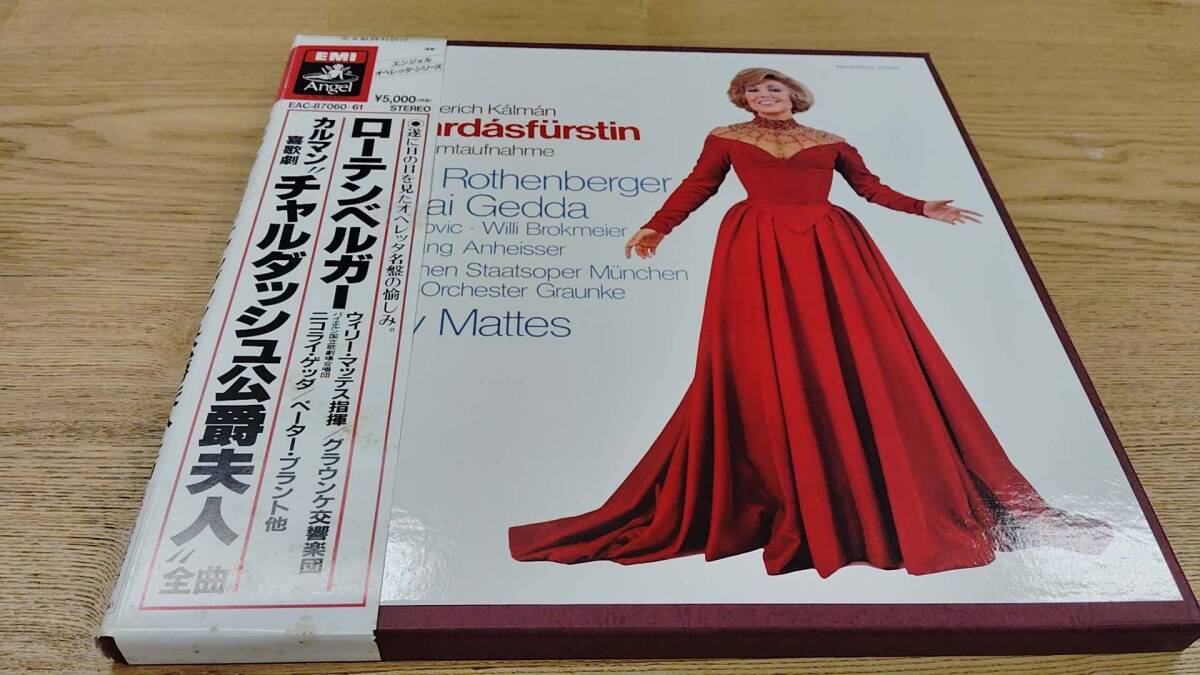 EMI
Angel
エンジェル
オペレッタ・シリーズ
EAC-87060・61
¥5,000
STEREO
●遂に日の目を見たオペレッタ名盤の愉しみ。
ローテンベルガー
ウィリー・マッテス指揮/グラウンケ交響楽団
バイエルン国立歌劇場合唱団
ニコライ・ゲッダ/ペーター・ブラント他
カルマン
喜歌劇
"チャルダッシュ公爵夫人"
全曲
erich Kálmán
ardásfürstin
mtaufnahme
Rothenberger
ai Gedda
ovic · Willi Brokmeier
ng Anheisser
hen Staatsoper München
Orchester Graunke
y Mattes